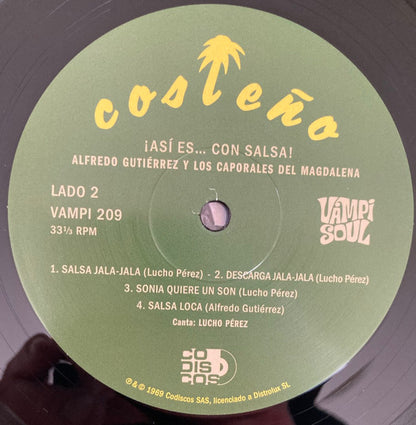 costeño
¡ASÍ ES... CON SALSA!
ALFREDO GUTIÉRREZ Y LOS CAPORALES DEL MAGDALENA
LADO 2
VAMPI 209
33⅓ RPM
VAMPI
SOUL
1. SALSA JALA-JALA (Lucho Pérez) - 2. DESCARGA JALA-JALA (Lucho Pérez)
3. SONIA QUIERE UN SON (Lucho Pérez)
4. SALSA LOCA (Alfredo Gutiérrez)
Canta: LUCHO PÉREZ
CO
DIS
COS
℗ & © 1969 Codiscos SAS, licenciado a Distrolux SL